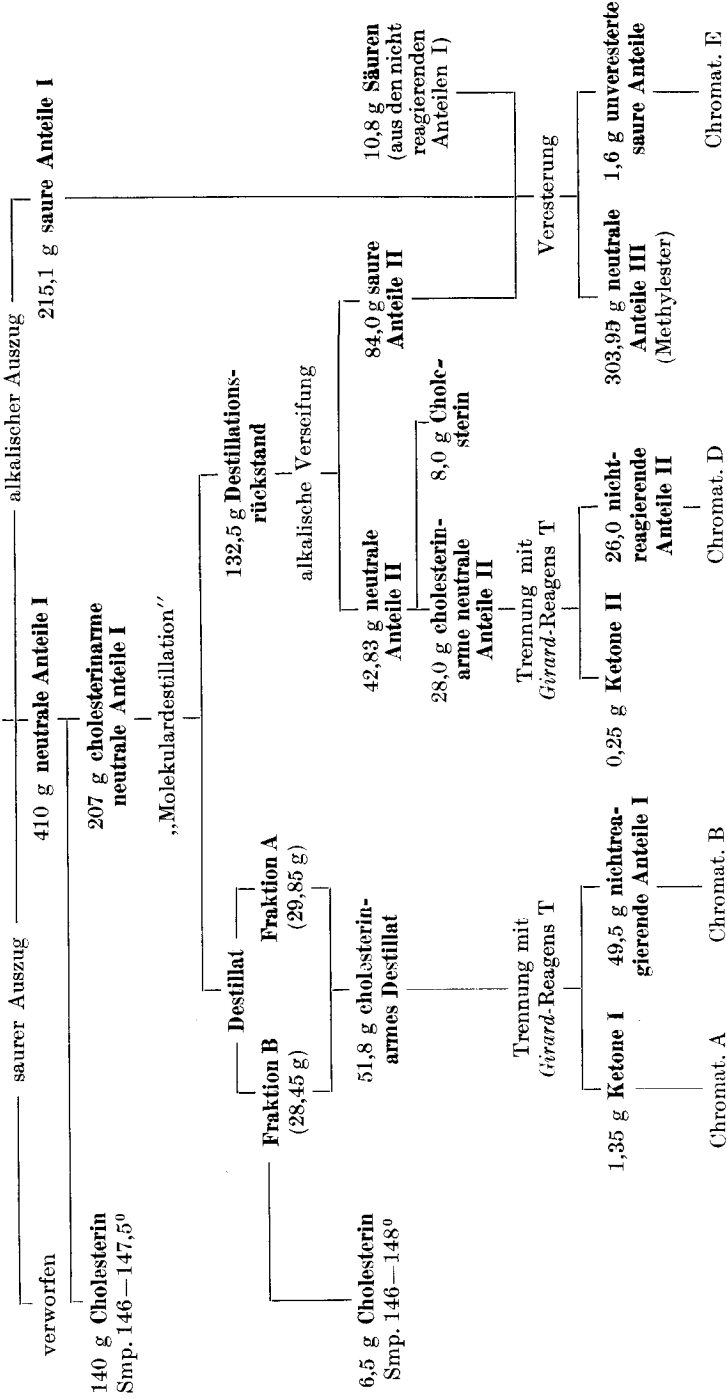 saurer Auszug
alkalischer Auszug
verworfen
410 g neutrale Anteile I
215,1 g saure Anteile I
140 g Cholesterin
Smp. 146—147,5⁰
207 g cholesterinarme
neutrale Anteile I
„Molekulardestillation”
Destillat
132,5 g Destillations-
rückstand
Fraktion B
(28,45 g)
Fraktion A
(29,85 g)
alkalische Verseifung
6,5 g Cholesterin
Smp. 146—148⁰
51,8 g cholesterin-
armes Destillat
42,83 g neutrale
Anteile II
84,0 g saure
Anteile II
10,8 g Säuren
(aus den nicht
reagierenden
Anteilen I)
28,0 g cholesterin-
arme neutrale
Anteile II
8,0 g Chole-
sterin
Trennung mit
Girard-Reagens T
Trennung mit
Girard-Reagens T
Veresterung
1,35 g Ketone I
49,5 g nichtrea-
gierende Anteile I
0,25 g Ketone II
26,0 nicht-
reagierende
Anteile II
303,95 g neutrale
Anteile III
(Methylester)
1,6 g unveresterte
saure Anteile
Chromat. A
Chromat. B
Chromat. D
Chromat. E